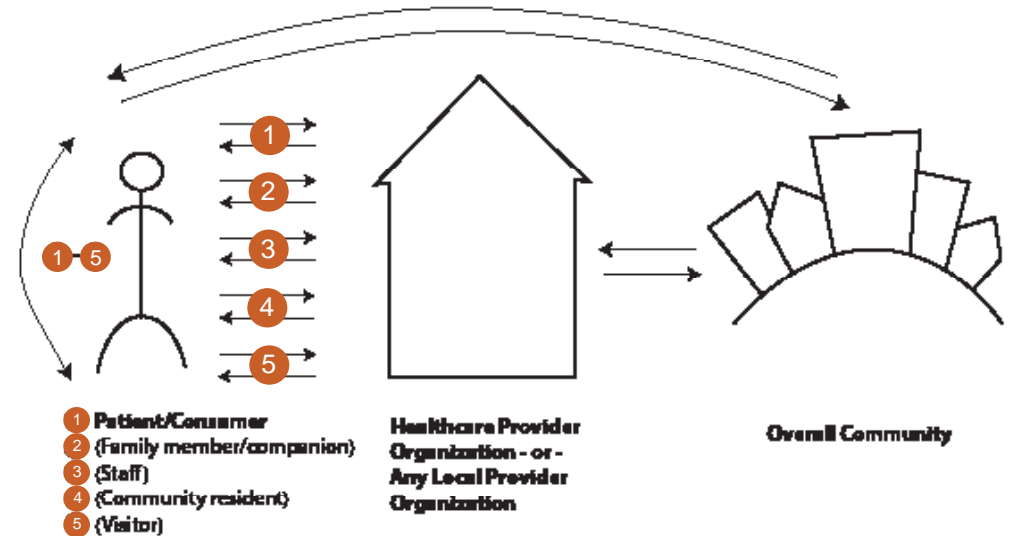 1
2
1 5
3
4
5
1 Patient/Consumer
2 (Family member/companion)
3 (Staff)
4 (Community resident)
5 (Visitor)
Healthcare Provider
Organization - or -
Any Local Provider
Organization
Overall Community